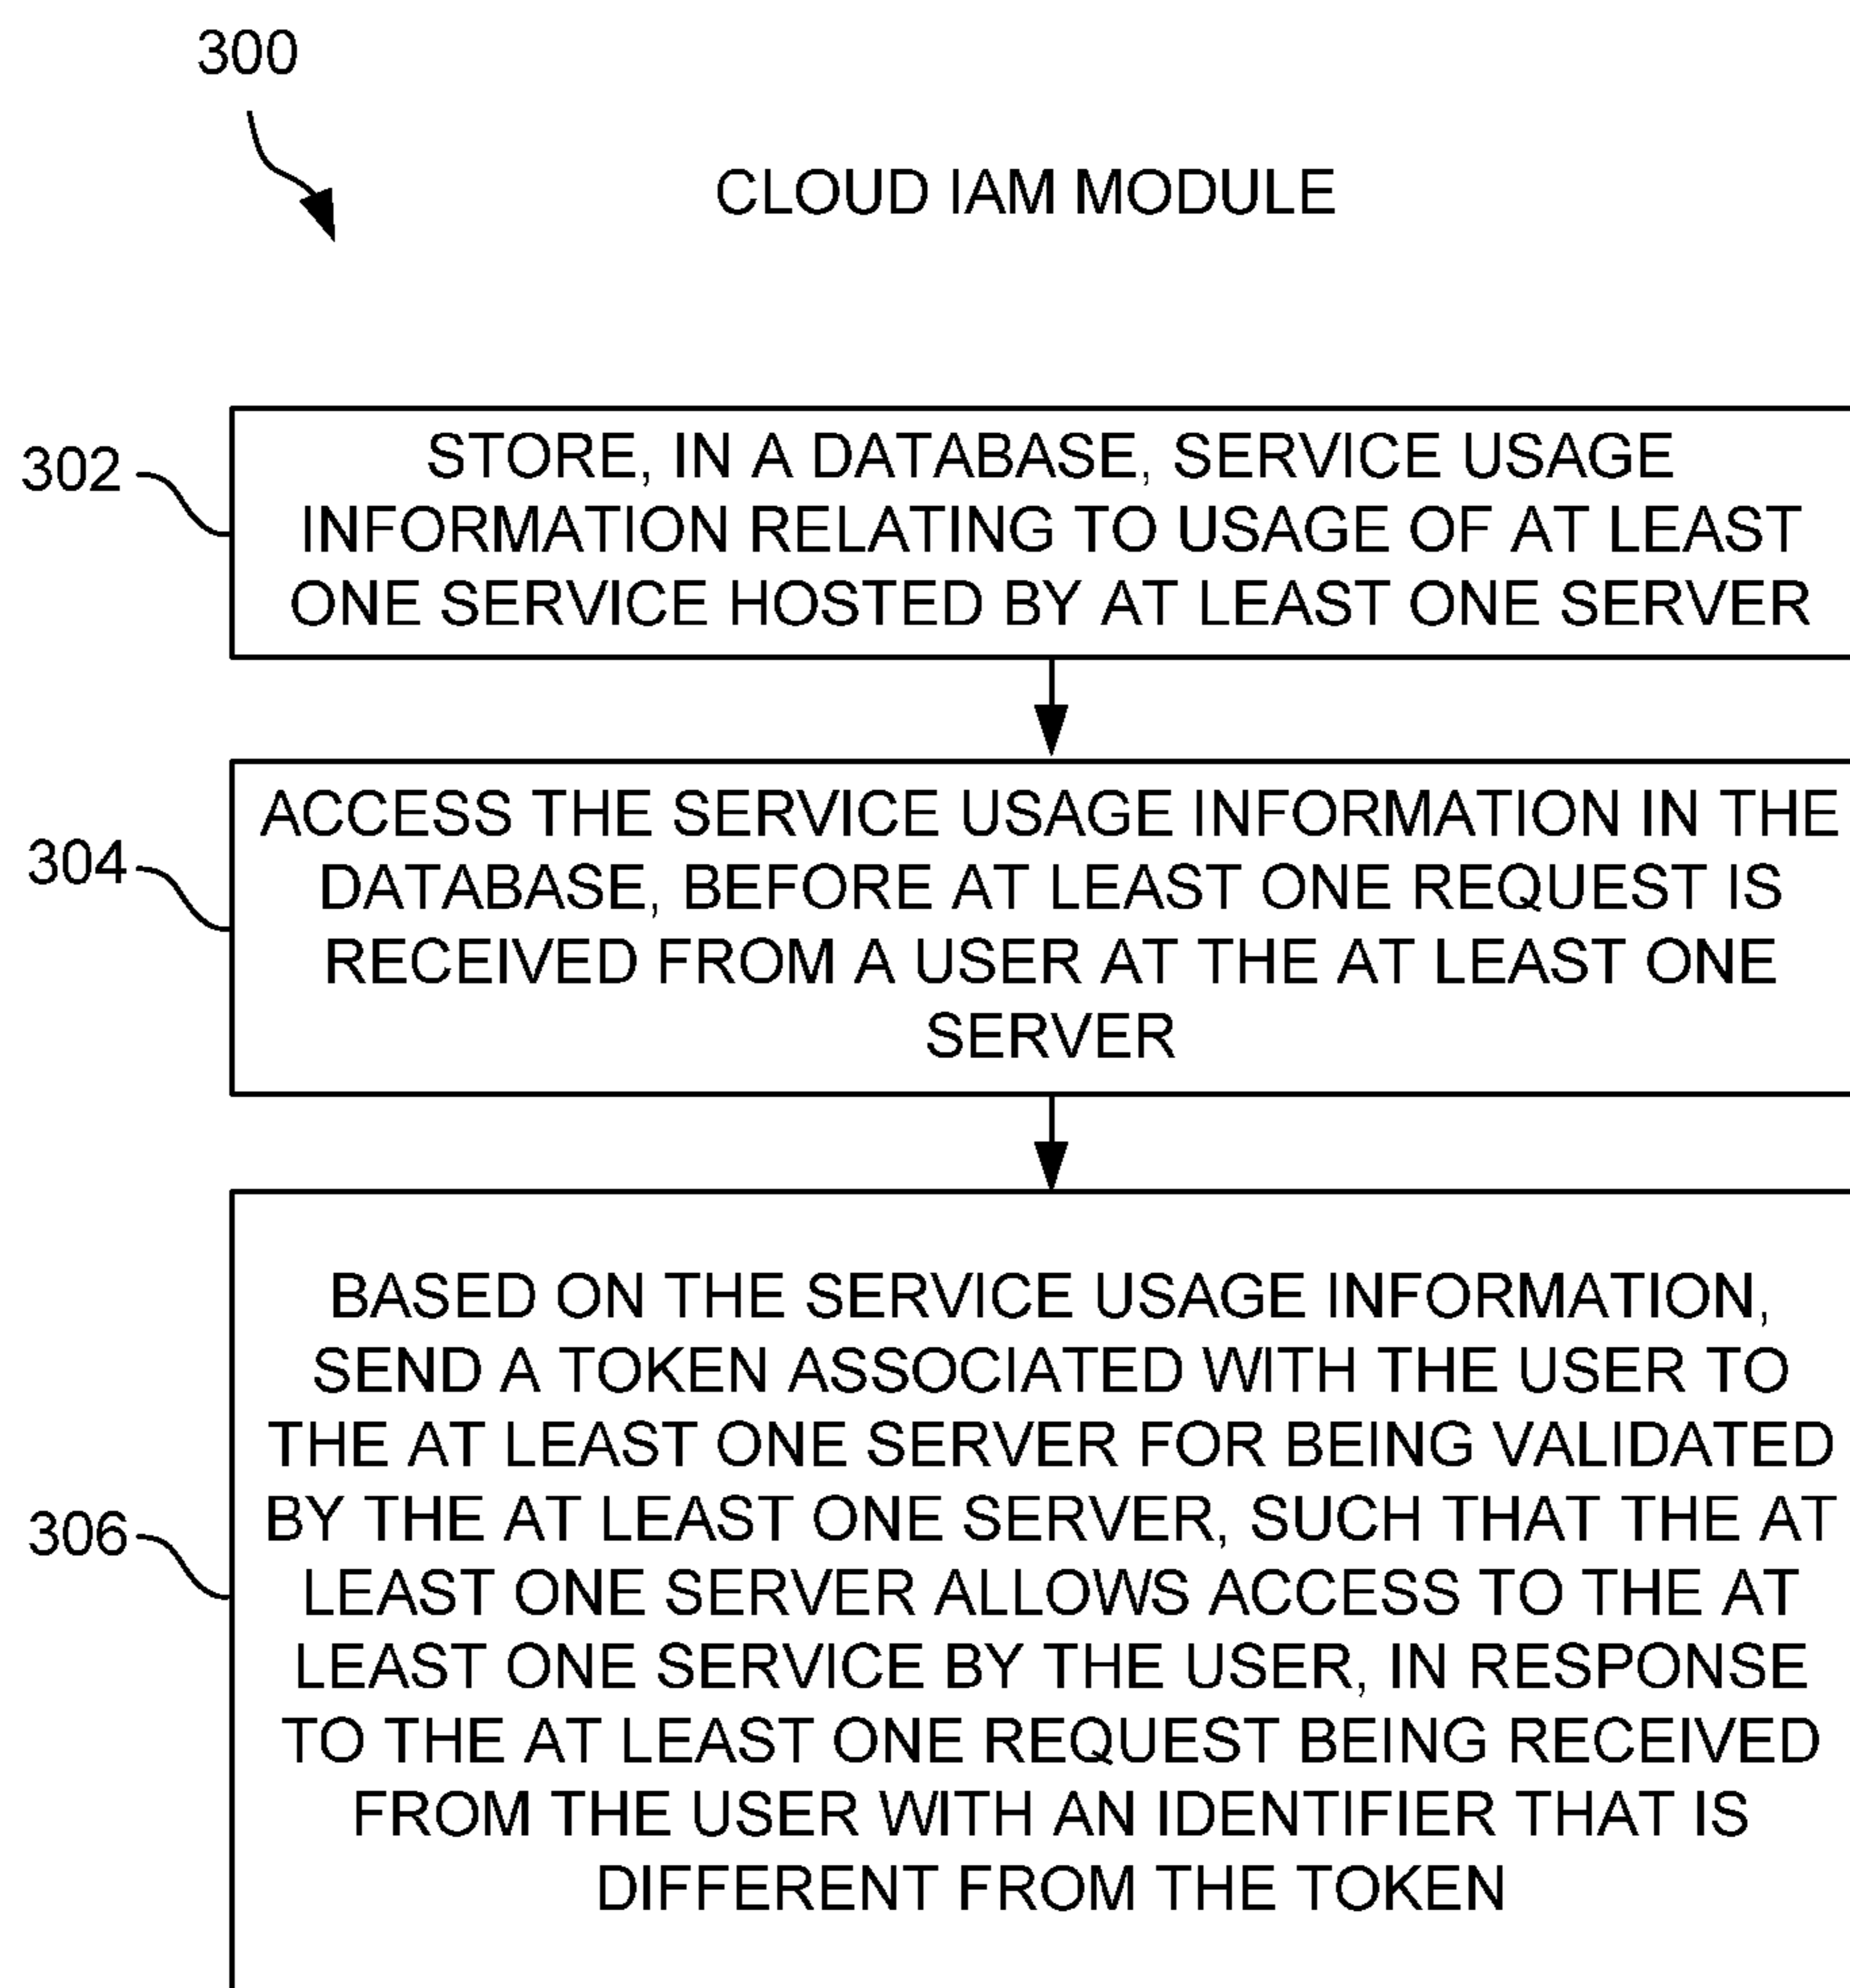 300
CLOUD IAM MODULE
302
STORE, IN A DATABASE, SERVICE USAGE
INFORMATION RELATING TO USAGE OF AT LEAST
ONE SERVICE HOSTED BY AT LEAST ONE SERVER
304
ACCESS THE SERVICE USAGE INFORMATION IN THE
DATABASE, BEFORE AT LEAST ONE REQUEST IS
RECEIVED FROM A USER AT THE AT LEAST ONE
SERVER
306
BASED ON THE SERVICE USAGE INFORMATION,
SEND A TOKEN ASSOCIATED WITH THE USER TO
THE AT LEAST ONE SERVER FOR BEING VALIDATED
BY THE AT LEAST ONE SERVER, SUCH THAT THE AT
LEAST ONE SERVER ALLOWS ACCESS TO THE AT
LEAST ONE SERVICE BY THE USER, IN RESPONSE
TO THE AT LEAST ONE REQUEST BEING RECEIVED
FROM THE USER WITH AN IDENTIFIER THAT IS
DIFFERENT FROM THE TOKEN